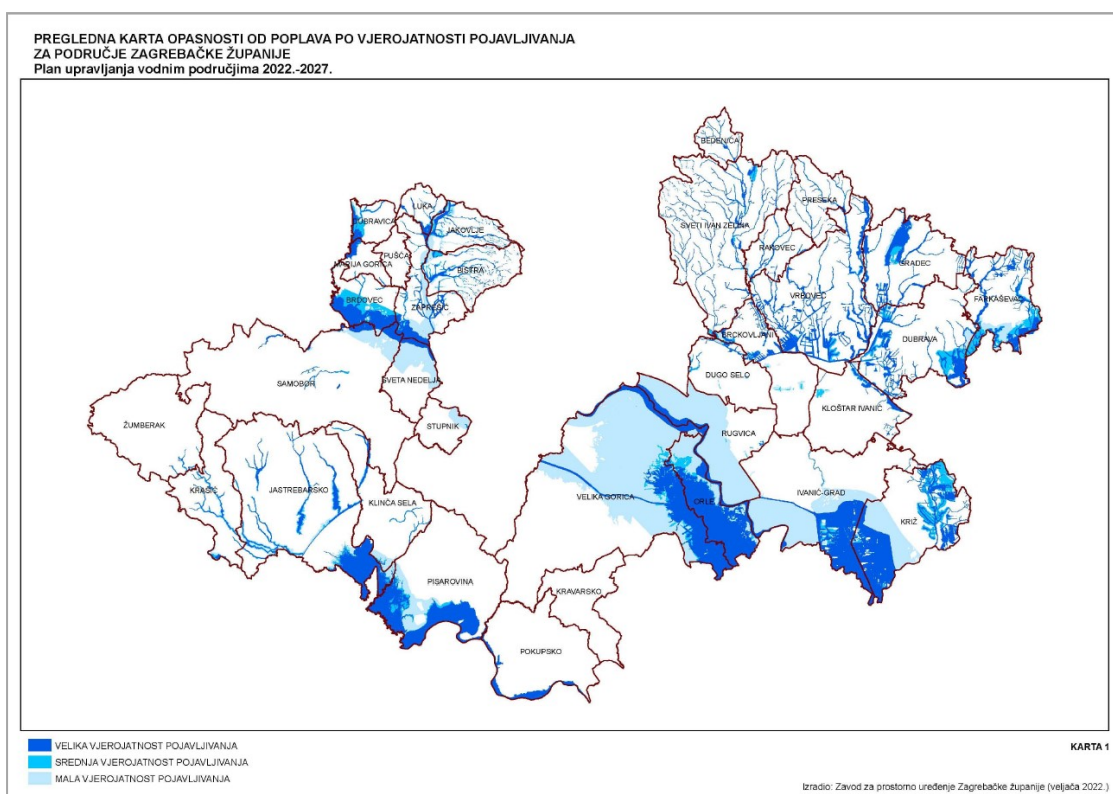 PREGLEDNA KARTA OPASNOSTI OD POPLAVA PO VJEROJATNOSTI POJAVLJIVANJA
ZA PODRUČJE ZAGREBAČKE ŽUPANIJE
Plan upravljanja vodnim područjima 2022.-2027.
BEDENICA
LUKA
DUBRAVICA
PRESEKA
SVETI IVAN ZELINA
JAKOVLJE
RAKOVEC
PUŠĆA
MARIJA GORICA
GRADEC
BISTRA
VRBOVEC
FARKAŠEVAC
BRDOVEC
ZAPREŠIĆ
BRCKOVLJANI
DUBRAVA
DUGO SELO
SVETA NEDELJA
SAMOBOR
KLOŠTAR IVANIĆ
ŽUMBERAK
STUPNIK
RUGVICA
KRAŠIĆ
JASTREBARSKO
KLINČA SELA
VELIKA GORICA
ORLE
IVANIĆ-GRAD
KRIŽ
PISAROVINA
KRAVARSKO
POKUPSKO
VELIKA VJEROJATNOST POJAVLJIVANJA
KARTA 1
SREDNJA VJEROJATNOST POJAVLJIVANJA
MALA VJEROJATNOST POJAVLJIVANJA
Izradio: Zavod za prostorno uređenje Zagrebačke županije (veljača 2022.)